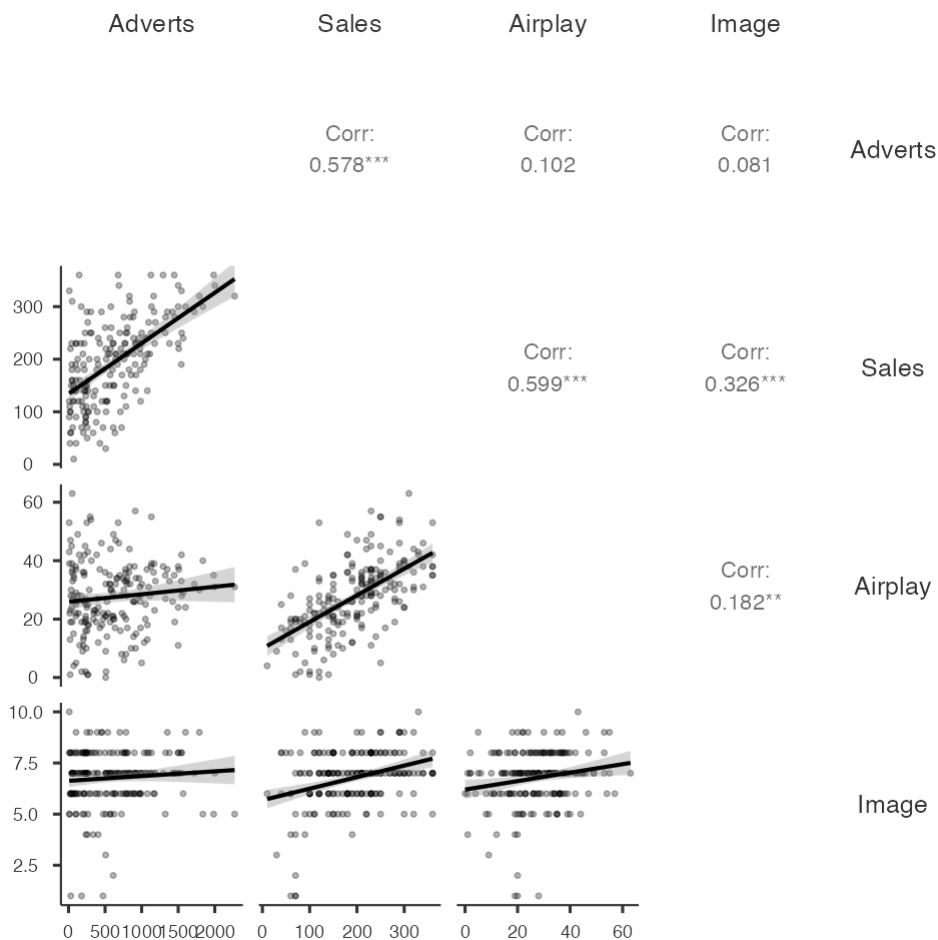 Adverts Sales Airplay Image
Corr: Corr: Corr:
0.578*** 0.102 0.081
Adverts
300
200
100
0
Corr: Corr:
0.599*** 0.326***
Sales
60
40
20
0
Corr:
0.182**
Airplay
10.0
7.5
5.0
2.5
Image
0 500 1000 1500 2000 0 100 200 300 0 20 40 60